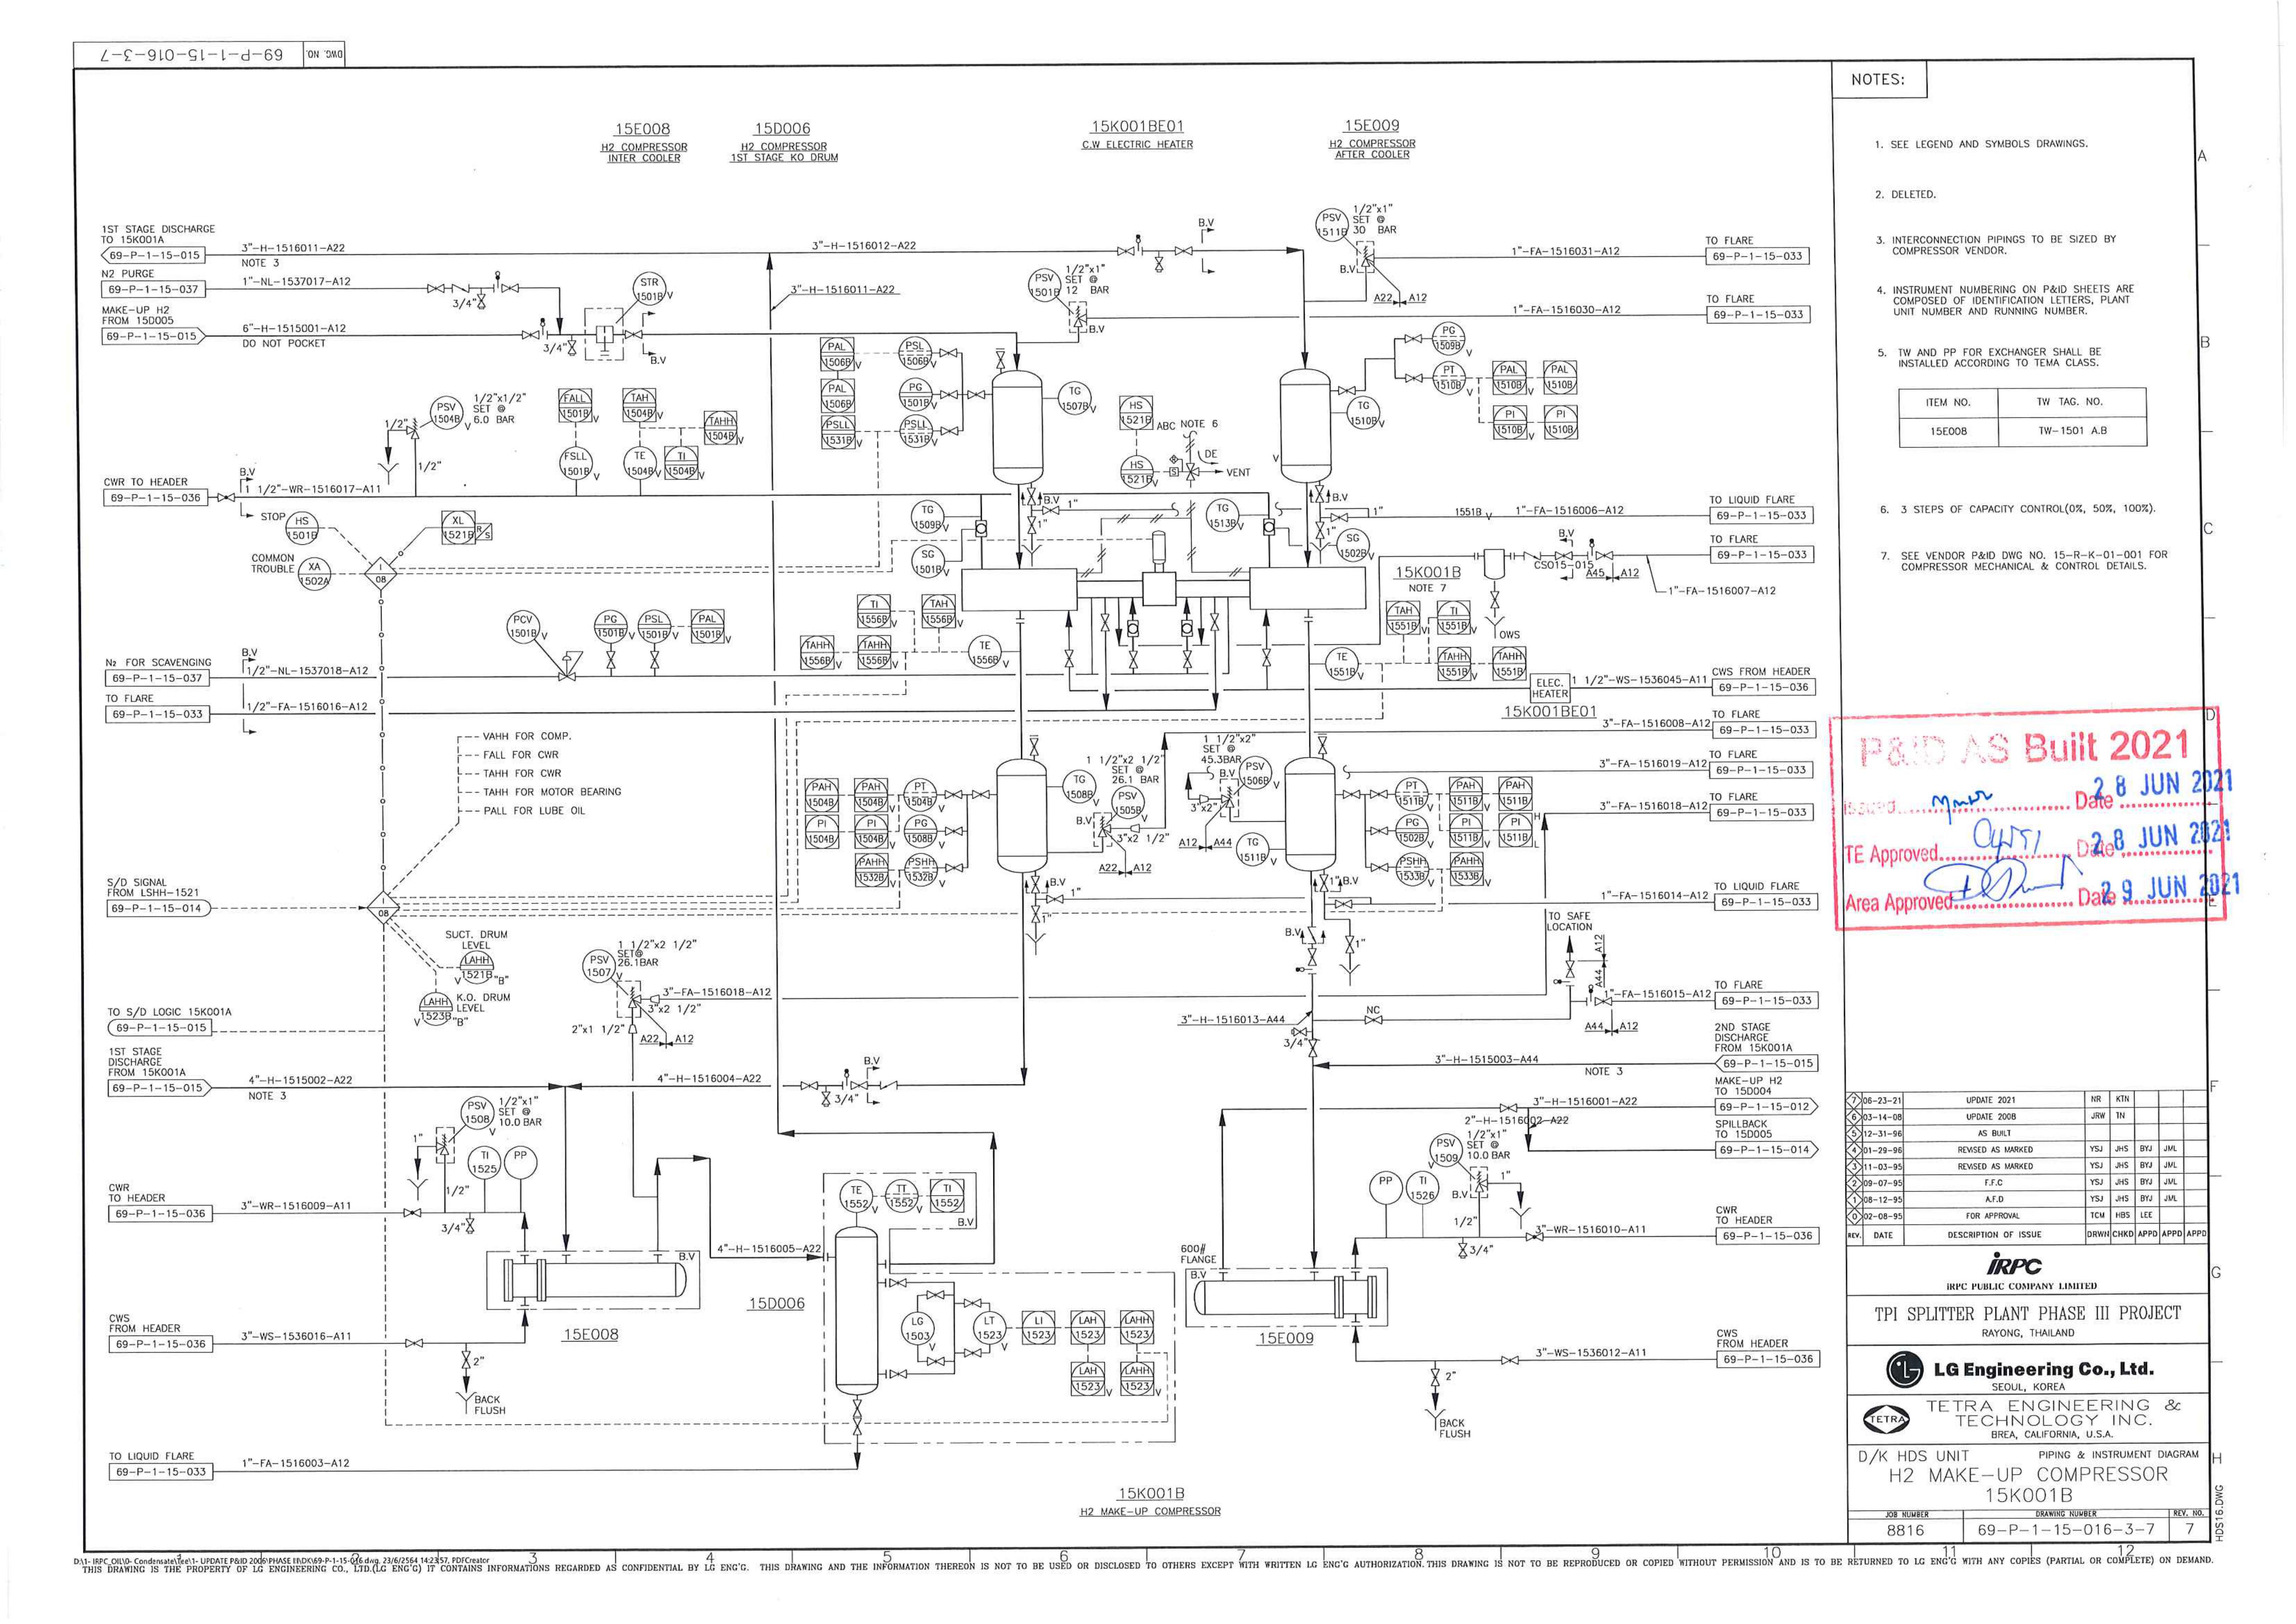 69-P-1-15-016-3-7 DWG. NO.
NOTES:
1. SEE LEGEND AND SYMBOLS DRAWINGS.
2. DELETED.
3. INTERCONNECTION PIPINGS TO BE SIZED BY
COMPRESSOR VENDOR.
4. INSTRUMENT NUMBERING ON P&ID SHEETS ARE
COMPOSED OF IDENTIFICATION LETTERS, PLANT
UNIT NUMBER AND RUNNING NUMBER.
5. TW AND PP FOR EXCHANGER SHALL BE
INSTALLED ACCORDING TO TEMA CLASS.
ITEM NO. TW TAG. NO.
15E008 TW-1501 A.B
6. 3 STEPS OF CAPACITY CONTROL(0%, 50%, 100%).
7. SEE VENDOR P&ID DWG NO. 15-R-K-01-001 FOR
COMPRESSOR MECHANICAL & CONTROL DETAILS.
15E008
H2 COMPRESSOR
INTER COOLER
15D006
H2 COMPRESSOR
1ST STAGE KO DRUM
15K001BE01
C.W ELECTRIC HEATER
15E009
H2 COMPRESSOR
AFTER COOLER
1ST STAGE DISCHARGE
TO 15K001A
69-P-1-15-015
3"-H-1516011-A22
NOTE 3
3"-H-1516012-A22
B.V
N2 PURGE
69-P-1-15-037
1"-NL-1537017-A12
3/4"
MAKE-UP H2
FROM 15D005
69-P-1-15-015
6"-H-1515001-A12
DO NOT POCKET
3/4"
STR
1501B V
B.V
3"-H-1516011-A22
PSV
1501B
1/2"x1"
SET @
12 BAR
B.V
PSV
1511B
1/2"x1"
SET @
30 BAR
B.V
A22 A12
1"-FA-1516031-A12
TO FLARE
69-P-1-15-033
1"-FA-1516030-A12
TO FLARE
69-P-1-15-033
PAL
1506B V
PSL
1506B V
PAL
1506B
PG
1501B V
PSLL
1531B V
PSLL
1531B V
TG
1507B V
HS
1521B
ABC NOTE 6
DE
HS
1521B V
S
VENT
PG
1509B V
PT
1510B V
PAL
1510B V
PAL
1510B
PI
1510B V
PI
1510B
TG
1510B V
V
PSV
1504B V
1/2"x1/2"
SET @
6.0 BAR
1/2"
1/2"
FALL
1501B V
TAH
1504B V
TAHH
1504B V
FSLL
1501B V
TE
1504B V
TI
1504B V
CWR TO HEADER
69-P-1-15-036
B.V
1 1/2"-WR-1516017-A11
STOP
HS
1501B
XL
1521B
R/S
COMMON
TROUBLE
XA
1502A
I
08
TG
1509B V
SG
1501B V
B.V
1"
1"
TG
1513B V
SG
1502B V
B.V
1"
1"
1551B V
1"-FA-1516006-A12
TO LIQUID FLARE
69-P-1-15-033
B.V
CSO15-015
A45 A12
TO FLARE
69-P-1-15-033
1"-FA-1516007-A12
OWS
15K001B
NOTE 7
PCV
1501B V
PG
1501B V
PSL
1501B V
PAL
1501B V
TI
1556B V
TAH
1556B V
TAHH
1556B V
TAHH
1556B V
TE
1556B V
TAH
1551B V
TI
1551B V
TE
1551B V
TAHH
1551B V
TAHH
1551B
N2 FOR SCAVENGING
69-P-1-15-037
B.V
1/2"-NL-1537018-A12
TO FLARE
69-P-1-15-033
1/2"-FA-1516016-A12
ELEC.
HEATER
15K001BE01
1 1/2"-WS-1536045-A11
CWS FROM HEADER
69-P-1-15-036
3"-FA-1516008-A12
TO FLARE
69-P-1-15-033
3"-FA-1516019-A12
TO FLARE
69-P-1-15-033
3"-FA-1516018-A12
TO FLARE
69-P-1-15-033
VAHH FOR COMP.
FALL FOR CWR
TAHH FOR CWR
TAHH FOR MOTOR BEARING
PALL FOR LUBE OIL
PAH
1504B
PAH
1504B V
PT
1504B V
PI
1504B
PI
1504B V
PG
1508B V
PAHH
1532B V
PSHH
1532B V
TG
1508B V
1 1/2"x2 1/2"
SET @
26.1 BAR
PSV
1505B V
B.V
3"x2 1/2"
A22 A12
1 1/2"x2"
SET @
45.3BAR
PSV
1506B V
B.V
3"x2"
A12 A44
TG
1511B V
PT
1511B V
PAH
1511B V
PAH
1511B
PG
1502B V
PI
1511B V
PI
1511B
H
L
PSHH
1533B V
PAHH
1533B V
B.V
1"
1"
1"B.V
1"-FA-1516014-A12
TO LIQUID FLARE
69-P-1-15-033
S/D SIGNAL
FROM LSHH-1521
69-P-1-15-014
I
08
SUCT. DRUM
LEVEL
LAHH
V 1521B "B"
LAHH
K.O. DRUM
LEVEL
V 1523B "B"
TO S/D LOGIC 15K001A
69-P-1-15-015
PSV
1507 V
1 1/2"x2 1/2"
SET@
26.1BAR
3"-FA-1516018-A12
3"x2 1/2"
2"x1 1/2"
A22 A12
B.V
1"
TO SAFE
LOCATION
A44 A12
1"-FA-1516015-A12
TO FLARE
69-P-1-15-033
NC
A44 A12
3"-H-1516013-A44
3/4"
1ST STAGE
DISCHARGE
FROM 15K001A
69-P-1-15-015
4"-H-1515002-A22
NOTE 3
4"-H-1516004-A22
B.V
3/4"
2ND STAGE
DISCHARGE
FROM 15K001A
69-P-1-15-015
3"-H-1515003-A44
NOTE 3
MAKE-UP H2
TO 15D004
69-P-1-15-012
3"-H-1516001-A22
2"-H-1516002-A22
SPILLBACK
TO 15D005
69-P-1-15-014
PSV
1508 V
1/2"x1"
SET @
10.0 BAR
1"
TI
1525
PP
1/2"
3/4"
CWR
TO HEADER
69-P-1-15-036
3"-WR-1516009-A11
B.V
15E008
CWS
FROM HEADER
69-P-1-15-036
3"-WS-1536016-A11
2"
BACK
FLUSH
TE
1552 V
TT
1552 V
TI
1552
B.V
4"-H-1516005-A22
15D006
LG
1503 V
LT
1523 V
LI
1523
LAH
1523
LAHH
1523
LAH
1523 V
LAHH
1523 V
TO LIQUID FLARE
69-P-1-15-033
1"-FA-1516003-A12
PSV
1509 V
1/2"x1"
SET @
10.0 BAR
1"
PP
TI
1526
B.V
1/2"
3/4"
3"-WR-1516010-A11
CWR
TO HEADER
69-P-1-15-036
600#
FLANGE
B.V
15E009
3"-WS-1536012-A11
CWS
FROM HEADER
69-P-1-15-036
2"
BACK
FLUSH
15K001B
H2 MAKE-UP COMPRESSOR
P&ID AS Built 2021
Issued Date 28 JUN 2021
TE Approved Date 28 JUN 2021
Area Approved Date 29 JUN 2021
7 06-23-21 UPDATE 2021 NR KTN
6 03-14-08 UPDATE 2008 JRW TN
5 12-31-96 AS BUILT
4 01-29-96 REVISED AS MARKED YSJ JHS BYJ JML
3 11-03-95 REVISED AS MARKED YSJ JHS BYJ JML
2 09-07-95 F.F.C YSJ JHS BYJ JML
1 08-12-95 A.F.D YSJ JHS BYJ JML
0 02-08-95 FOR APPROVAL TCM HBS LEE
REV. DATE DESCRIPTION OF ISSUE DRWN CHKD APPD APPD APPD
iRPC
IRPC PUBLIC COMPANY LIMITED
TPI SPLITTER PLANT PHASE III PROJECT
RAYONG, THAILAND
LG Engineering Co., Ltd.
SEOUL, KOREA
TETRA
TETRA ENGINEERING &
TECHNOLOGY INC.
BREA, CALIFORNIA, U.S.A.
D/K HDS UNIT PIPING & INSTRUMENT DIAGRAM
H2 MAKE-UP COMPRESSOR
15K001B
JOB NUMBER DRAWING NUMBER REV. NO.
8816 69-P-1-15-016-3-7 7
HDS16.DWG
A
B
C
D
E
F
G
H
1 3 4 5 6 7 8 9 10 11 12
D:\1- IRPC_OIL\0- Condensate\Tee\1- UPDATE P&ID 2006\PHASE III\DK\69-P-1-15-016.dwg, 23/6/2564 14:23:57, PDFCreator
THIS DRAWING IS THE PROPERTY OF LG ENGINEERING CO., LTD.(LG ENG'G) IT CONTAINS INFORMATIONS REGARDED AS CONFIDENTIAL BY LG ENG'G. THIS DRAWING AND THE INFORMATION THEREON IS NOT TO BE USED OR DISCLOSED TO OTHERS EXCEPT WITH WRITTEN LG ENG'G AUTHORIZATION. THIS DRAWING IS NOT TO BE REPRODUCED OR COPIED WITHOUT PERMISSION AND IS TO BE RETURNED TO LG ENG'G WITH ANY COPIES (PARTIAL OR COMPLETE) ON DEMAND.